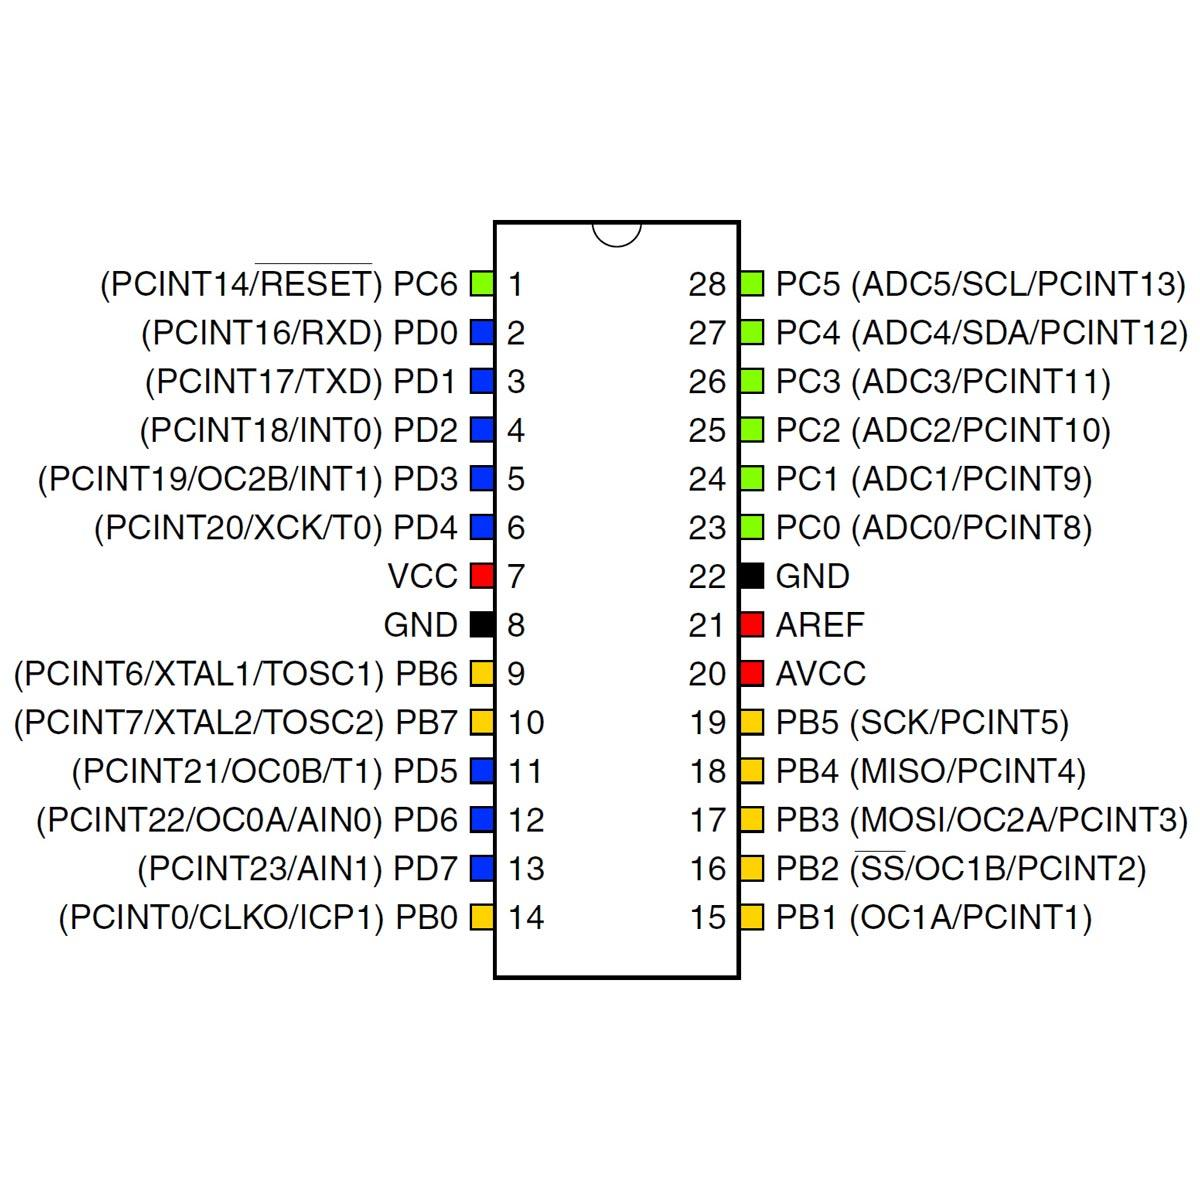 (PCINT14/RESET) PC6 1 28 PC5 (ADC5/SCL/PCINT13)
(PCINT16/RXD) PD0 2 27 PC4 (ADC4/SDA/PCINT12)
(PCINT17/TXD) PD1 3 26 PC3 (ADC3/PCINT11)
(PCINT18/INT0) PD2 4 25 PC2 (ADC2/PCINT10)
(PCINT19/OC2B/INT1) PD3 5 24 PC1 (ADC1/PCINT9)
(PCINT20/XCK/T0) PD4 6 23 PC0 (ADC0/PCINT8)
VCC 7 22 GND
GND 8 21 AREF
(PCINT6/XTAL1/TOSC1) PB6 9 20 AVCC
(PCINT7/XTAL2/TOSC2) PB7 10 19 PB5 (SCK/PCINT5)
(PCINT21/OC0B/T1) PD5 11 18 PB4 (MISO/PCINT4)
(PCINT22/OC0A/AIN0) PD6 12 17 PB3 (MOSI/OC2A/PCINT3)
(PCINT23/AIN1) PD7 13 16 PB2 (SS/OC1B/PCINT2)
(PCINT0/CLKO/ICP1) PB0 14 15 PB1 (OC1A/PCINT1)